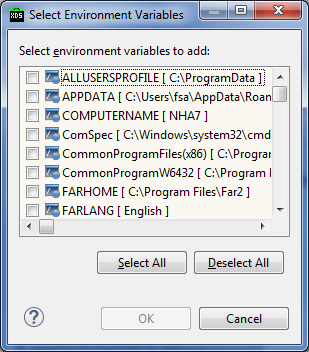 XDS Select Environment Variables
Select environment variables to add:
ALLUSERSPROFILE [ C:\ProgramData ]
APPDATA [ C:\Users\fsa\AppData\Roan
COMPUTERNAME [ NHA7 ]
ComSpec [ C:\Windows\system32\cmd
CommonProgramFiles(x86) [ C:\Program
CommonProgramW6432 [ C:\Program F
FARHOME [ C:\Program Files\Far2 ]
FARLANG [ English ]
Select All Deselect All
? OK Cancel